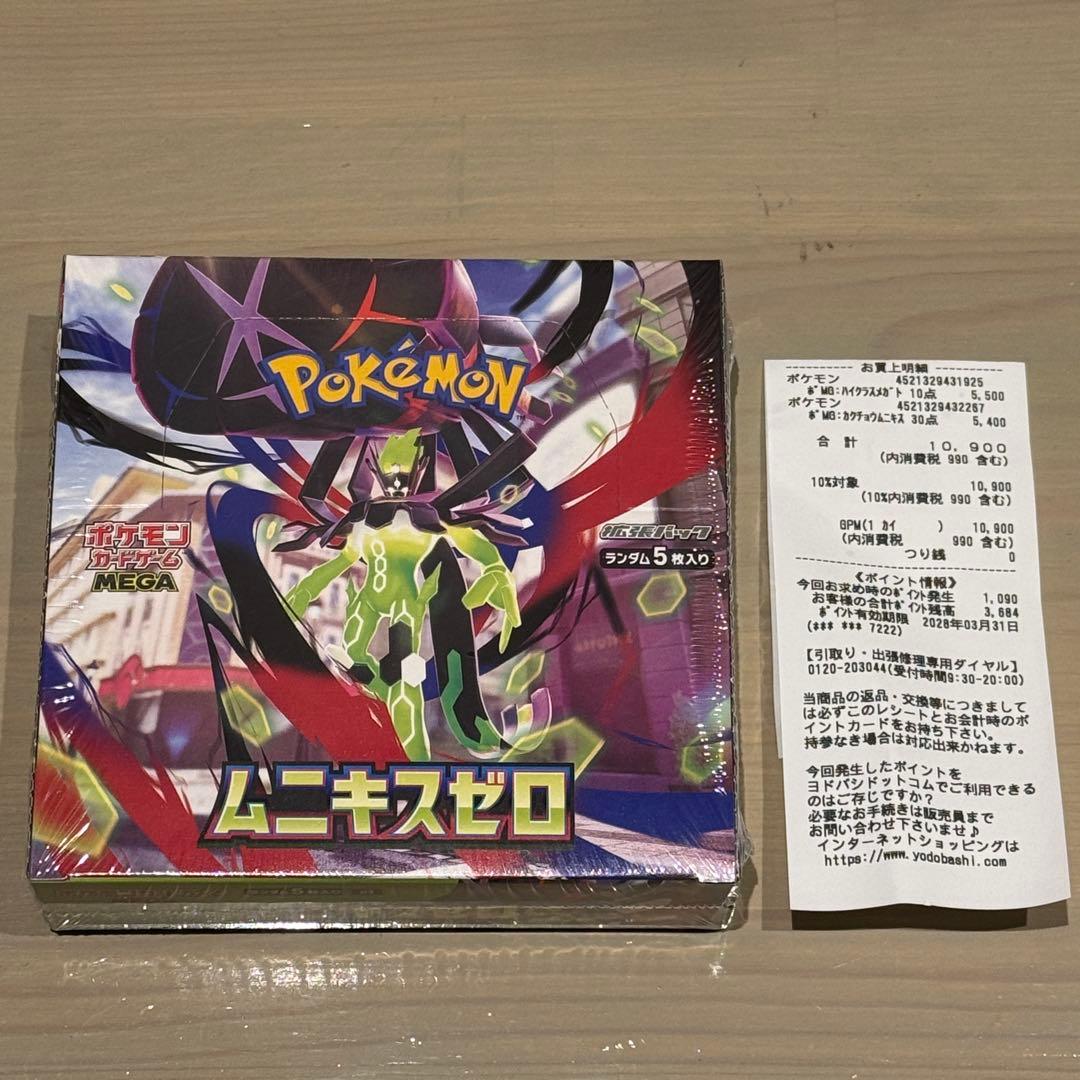 POKéMON
TM
ポケモン
カードゲーム
MEGA
拡張パック
ランダム5枚入り
ムニキスゼロ
お買上明細
ポケモン 4521329431925
ﾎﾟMG:ﾊｲｸﾗｽﾒｶﾞﾄ 10点 5,500
ポケモン 4521329432267
ﾎﾟMG:ｶｸﾁｮｳﾑﾆｷｽ 30点 5,400
合 計 10,900
(内消費税 990 含む)
10%対象 10,900
(10%内消費税 990 含む)
GPM(1 ｶｲ ) 10,900
(内消費税 990 含む)
つり銭 0
《ポイント情報》
今回お求め時のﾎﾟｲﾝﾄ発生 1,090
お客様の合計ﾎﾟｲﾝﾄ残高 3,684
ﾎﾟｲﾝﾄ有効期限 2028年03月31日
(*** *** 7222)
【引取り・出張修理専用ダイヤル】
0120-203044(受付時間9:30-20:00)
当商品の返品・交換等につきまして
は必ずこのレシートとお会計時のポ
イントカードをお持ち下さい。
持参なき場合は対応出来かねます。
今回発生したポイントを
ヨドバシドットコムでご利用できる
のはご存じですか？
必要なお手続きは販売員まで
お問い合わせ下さいませ♪
インターネットショッピングは
https://www.yodobashi.com